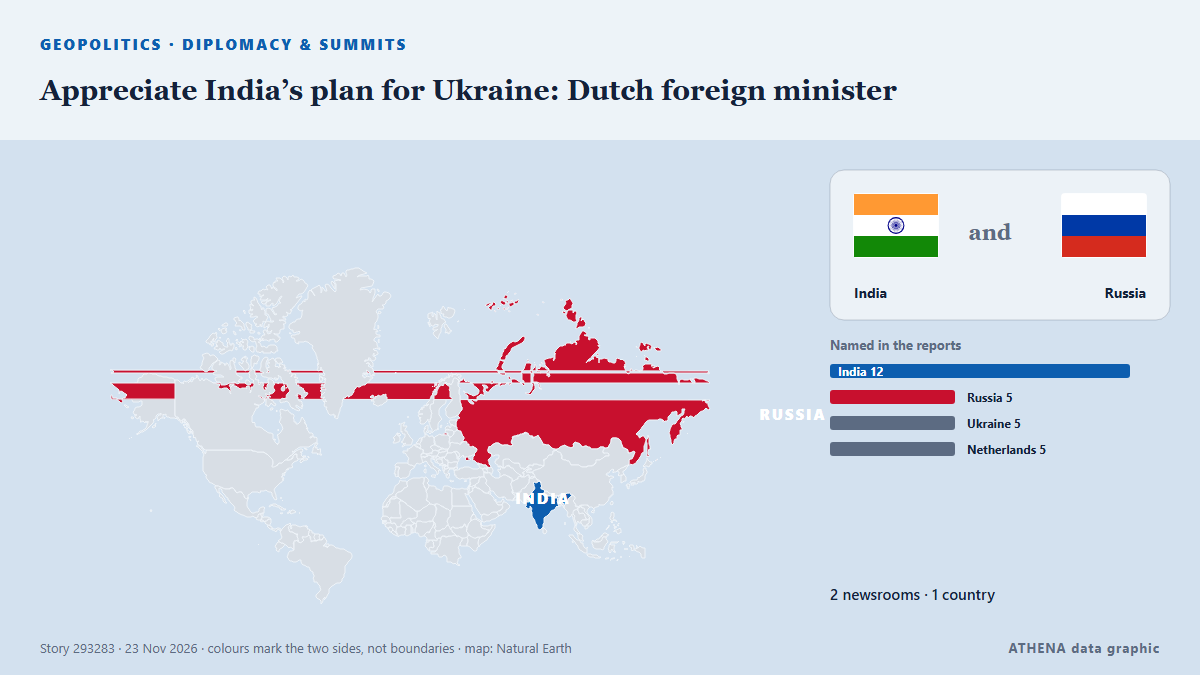 GEOPOLITICS · DIPLOMACY & SUMMITS
Appreciate India’s plan for Ukraine: Dutch foreign minister
and
India
Russia
Named in the reports
India 12
Russia 5
Ukraine 5
Netherlands 5
RUSSIA
INDIA
2 newsrooms · 1 country
Story 293283 · 23 Nov 2026 · colours mark the two sides, not boundaries · map: Natural Earth
ATHENA data graphic